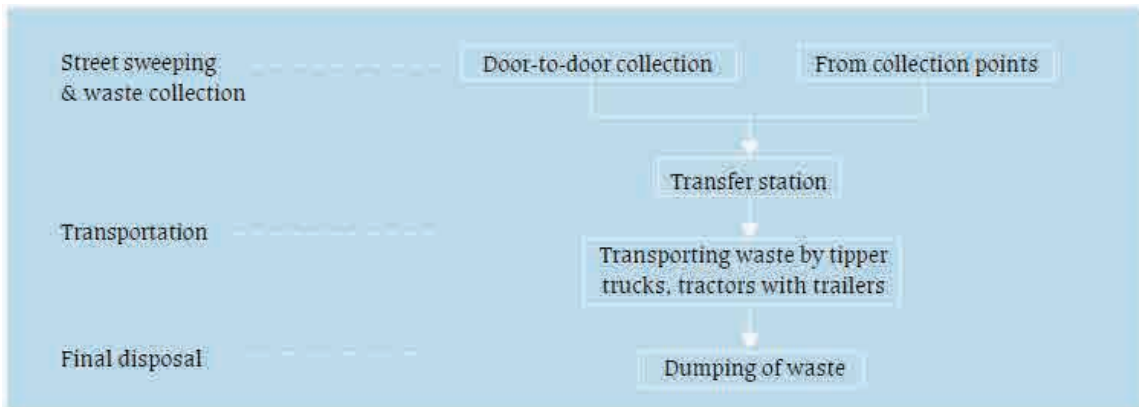 Street sweeping
& waste collection
Door-to-door collection
From collection points
Transfer station
Transportation
Transporting waste by tipper
trucks, tractors with trailers
Final disposal
Dumping of waste